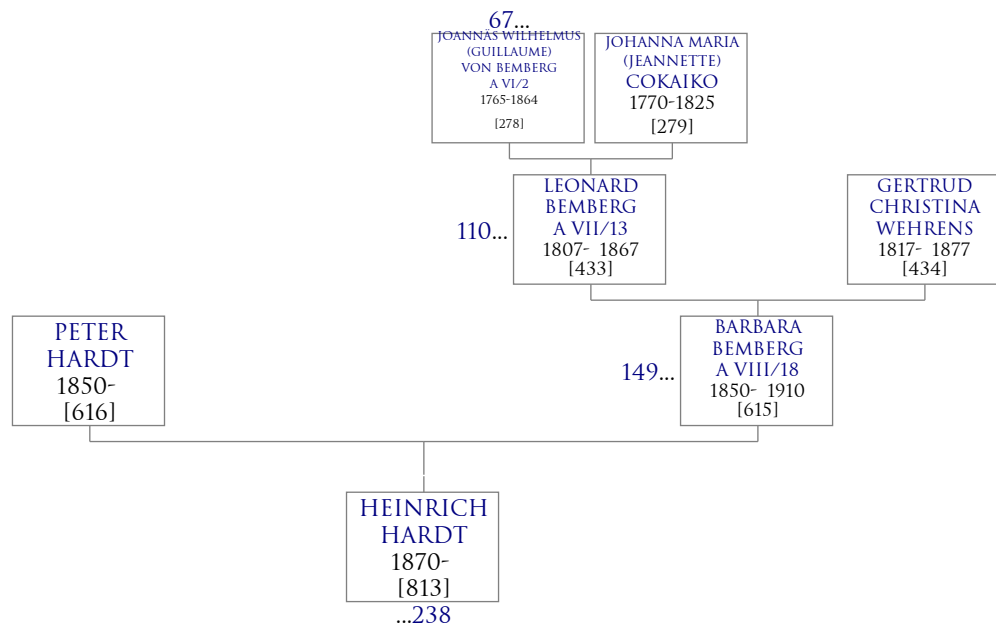 67...
JOANNÄS WILHELMUS
(GUILLAUME)
VON BEMBERG
A VI/2
1765-1864
[278]
JOHANNA MARIA
(JEANNETTE)
COKAIKO
1770-1825
[279]
110...
LEONARD
BEMBERG
A VII/13
1807- 1867
[433]
GERTRUD
CHRISTINA
WEHRENS
1817- 1877
[434]
PETER
HARDT
1850-
[616]
149...
BARBARA
BEMBERG
A VIII/18
1850- 1910
[615]
HEINRICH
HARDT
1870-
[813]
...238